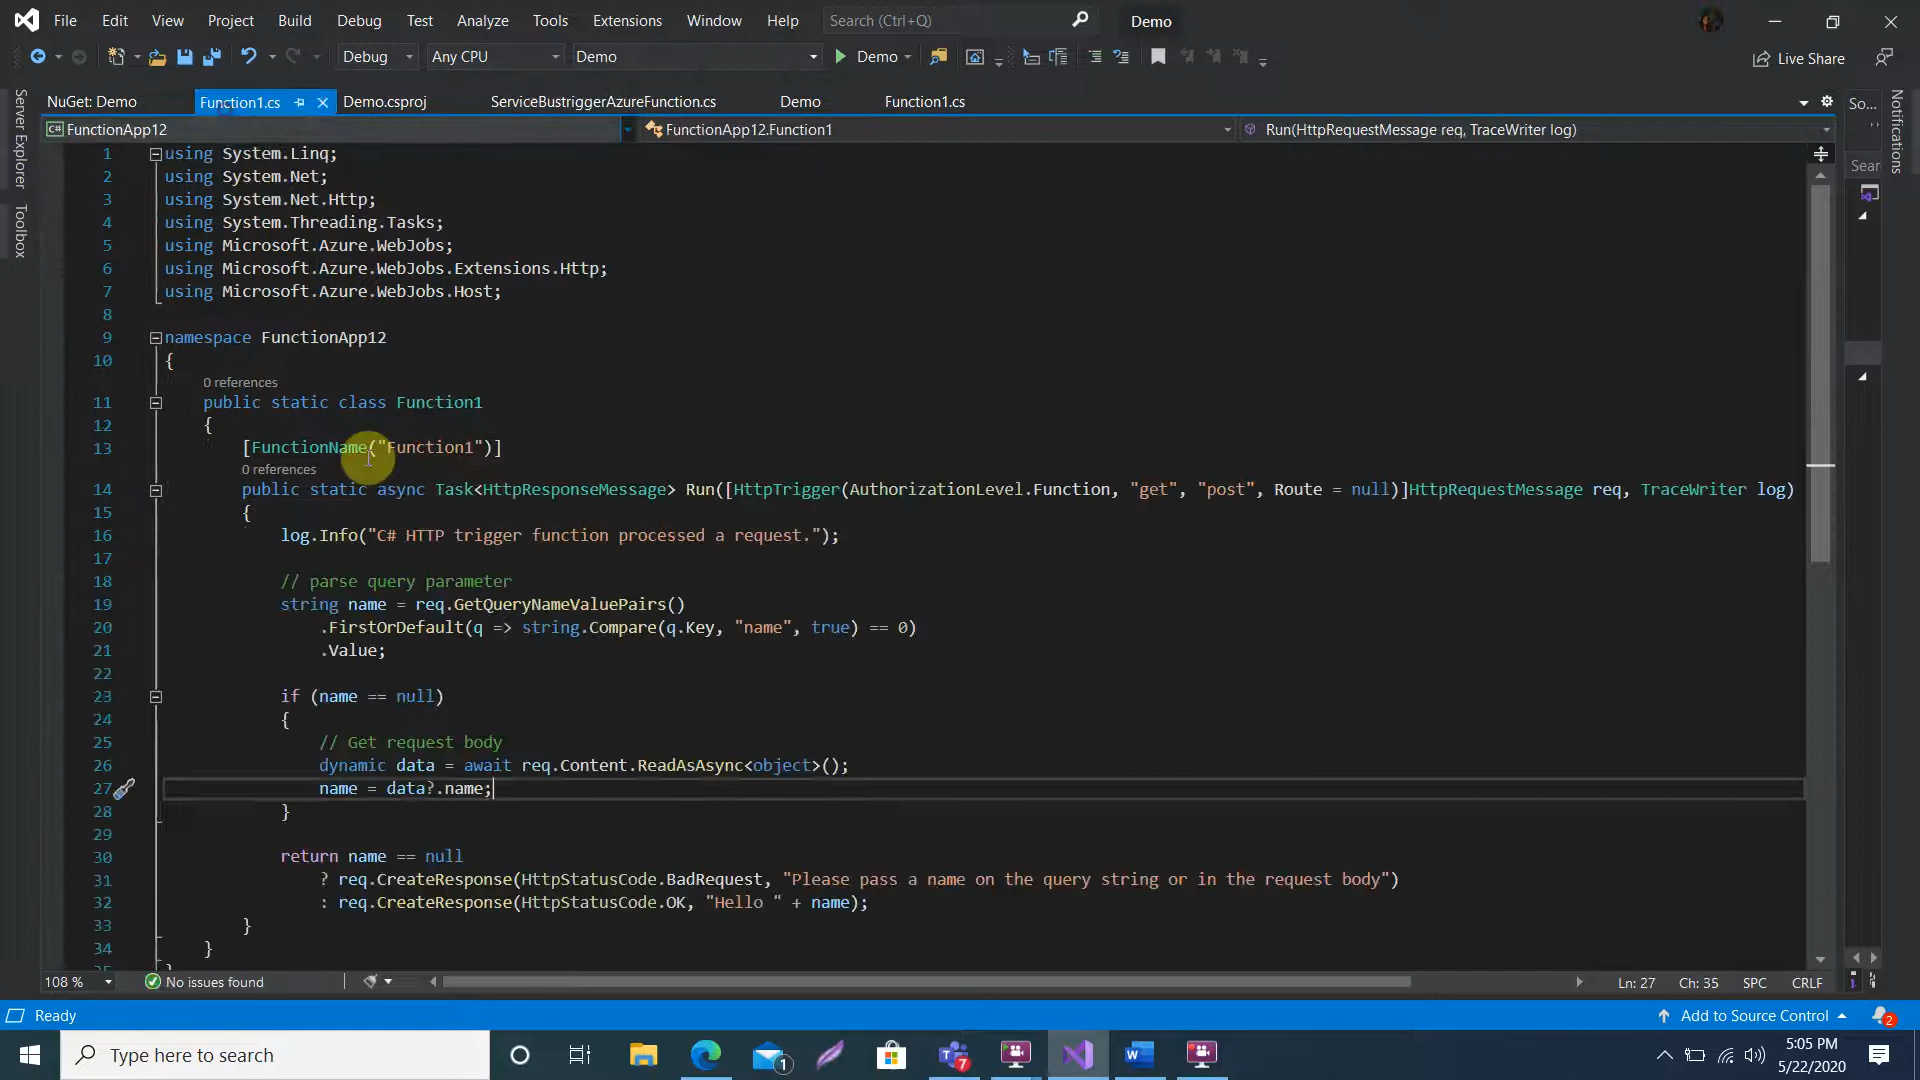 File Edit View Project Build Debug Test Analyze Tools Extensions Window Help Search (Ctrl+Q) Demo
Debug Any CPU Demo Demo Live Share
NuGet: Demo Function1.cs Demo.csproj ServiceBustriggerAzureFunction.cs Demo Function1.cs So...
FunctionApp12 FunctionApp12.Function1 Run(HttpRequestMessage req, TraceWriter log)
Server Explorer
Toolbox
Notifications
Sear
1 using System.Linq;
2 using System.Net;
3 using System.Net.Http;
4 using System.Threading.Tasks;
5 using Microsoft.Azure.WebJobs;
6 using Microsoft.Azure.WebJobs.Extensions.Http;
7 using Microsoft.Azure.WebJobs.Host;
8
9 namespace FunctionApp12
10 {
0 references
11 public static class Function1
12 {
13 [FunctionName("Function1")]
0 references
14 public static async Task<HttpResponseMessage> Run([HttpTrigger(AuthorizationLevel.Function, "get", "post", Route = null)]HttpRequestMessage req, TraceWriter log)
15 {
16 log.Info("C# HTTP trigger function processed a request.");
17
18 // parse query parameter
19 string name = req.GetQueryNameValuePairs()
20 .FirstOrDefault(q => string.Compare(q.Key, "name", true) == 0)
21 .Value;
22
23 if (name == null)
24 {
25 // Get request body
26 dynamic data = await req.Content.ReadAsAsync<object>();
27 name = data?.name;
28 }
29
30 return name == null
31 ? req.CreateResponse(HttpStatusCode.BadRequest, "Please pass a name on the query string or in the request body")
32 : req.CreateResponse(HttpStatusCode.OK, "Hello " + name);
33 }
34 }
108 % No issues found Ln: 27 Ch: 35 SPC CRLF
Ready Add to Source Control 2
Type here to search 1 7 5:05 PM
5/22/2020